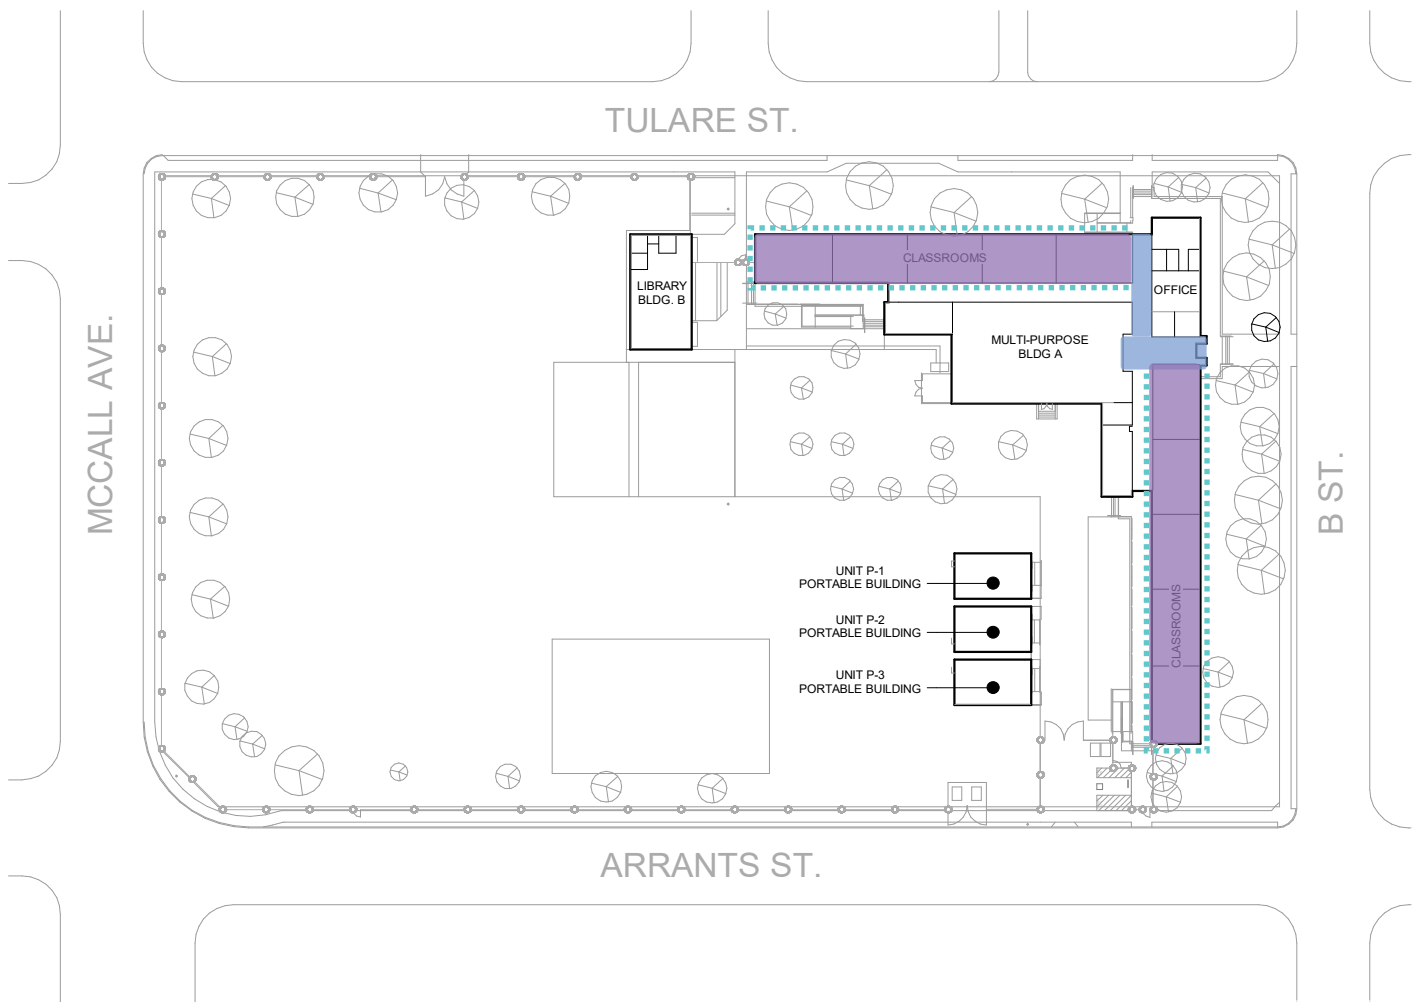 TULARE ST.
CLASSROOMS
LIBRARY
BLDG. B
OFFICE
MULTI-PURPOSE
BLDG A
MCCALL AVE.
B ST.
UNIT P-1
PORTABLE BUILDING
UNIT P-2
PORTABLE BUILDING
UNIT P-3
PORTABLE BUILDING
CLASSROOMS
ARRANTS ST.